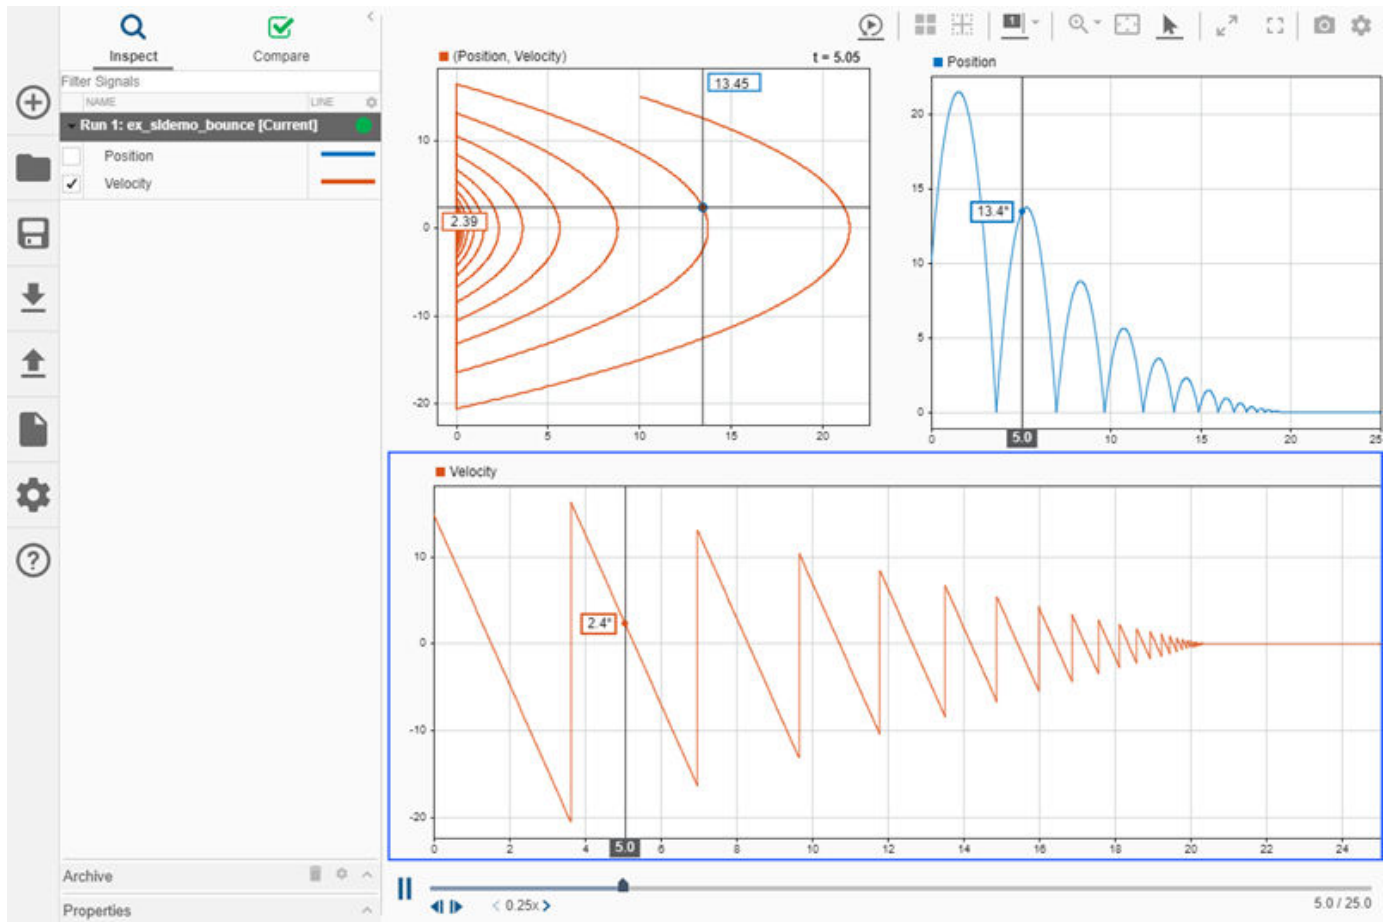 Inspect
Compare
Filter Signals
NAME LINE
Run 1: ex_sldemo_bounce [Current]
Position
Velocity
Archive
Properties
1
(Position, Velocity) t = 5.05
13.45
2.39
10
0
-10
-20
0 5 10 15 20
Position
20
15
10
5
0
13.4°
0 5.0 10 15 20 25
Velocity
10
0
-10
-20
2.4°
0 2 4 5.0 6 8 10 12 14 16 18 20 22 24
0.25x
5.0 / 25.0